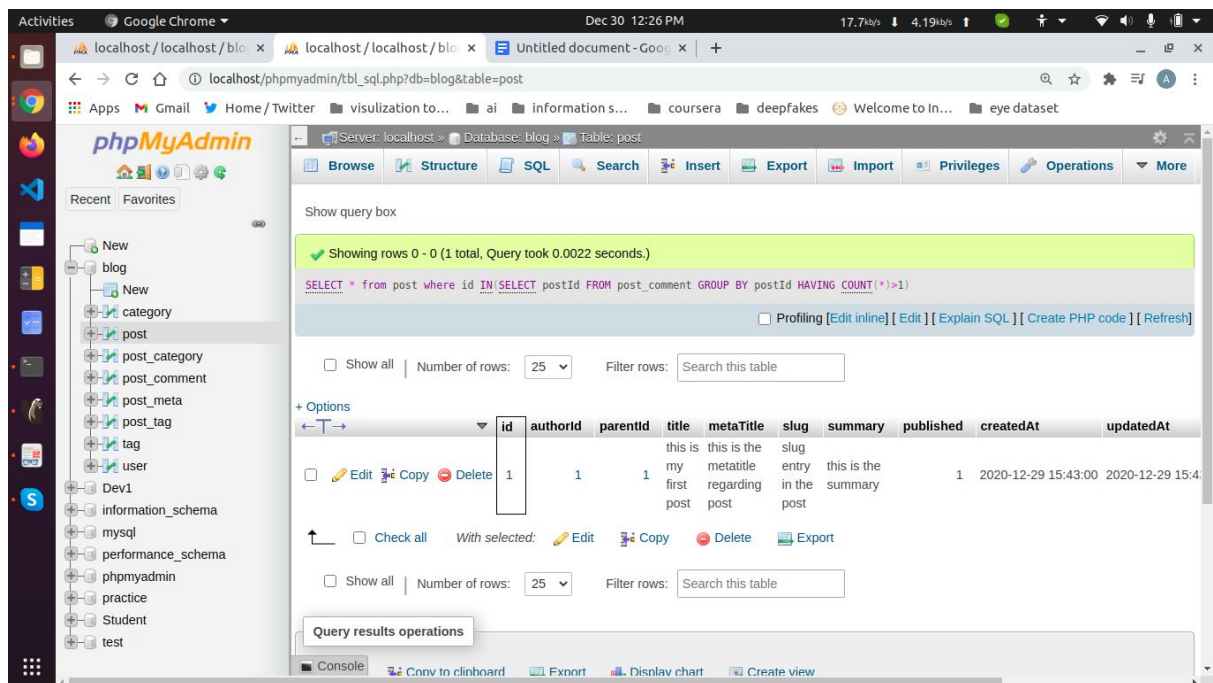 Activities Google Chrome Dec 30 12:26 PM 17.7kb/s 4.19kb/s
localhost / localhost / blo × localhost / localhost / blo × Untitled document - Goog × +
localhost/phpmyadmin/tbl_sql.php?db=blog&table=post A
Apps Gmail Home / Twitter visulization to... ai information s... coursera deepfakes Welcome to In... eye dataset
phpMyAdmin
Recent Favorites
New
blog
New
category
post
post_category
post_comment
post_meta
post_tag
tag
user
Dev1
information_schema
mysql
performance_schema
phpmyadmin
practice
Student
test
Server: localhost » Database: blog » Table: post
Browse Structure SQL Search Insert Export Import Privileges Operations More
Show query box
Showing rows 0 - 0 (1 total, Query took 0.0022 seconds.)
SELECT * from post where id IN(SELECT postId FROM post_comment GROUP BY postId HAVING COUNT(*)>1)
Profiling [Edit inline] [ Edit ] [ Explain SQL ] [ Create PHP code ] [ Refresh]
Show all | Number of rows: 25 Filter rows: Search this table
+ Options
←T→ id authorId parentId title metaTitle slug summary published createdAt updatedAt
Edit Copy Delete 1 1 1 this is my first post this is the metatitle regarding post slug entry in the post this is the summary 1 2020-12-29 15:43:00 2020-12-29 15:4
Check all With selected: Edit Copy Delete Export
Show all | Number of rows: 25 Filter rows: Search this table
Query results operations
Console Copy to clipboard Export Display chart Create view